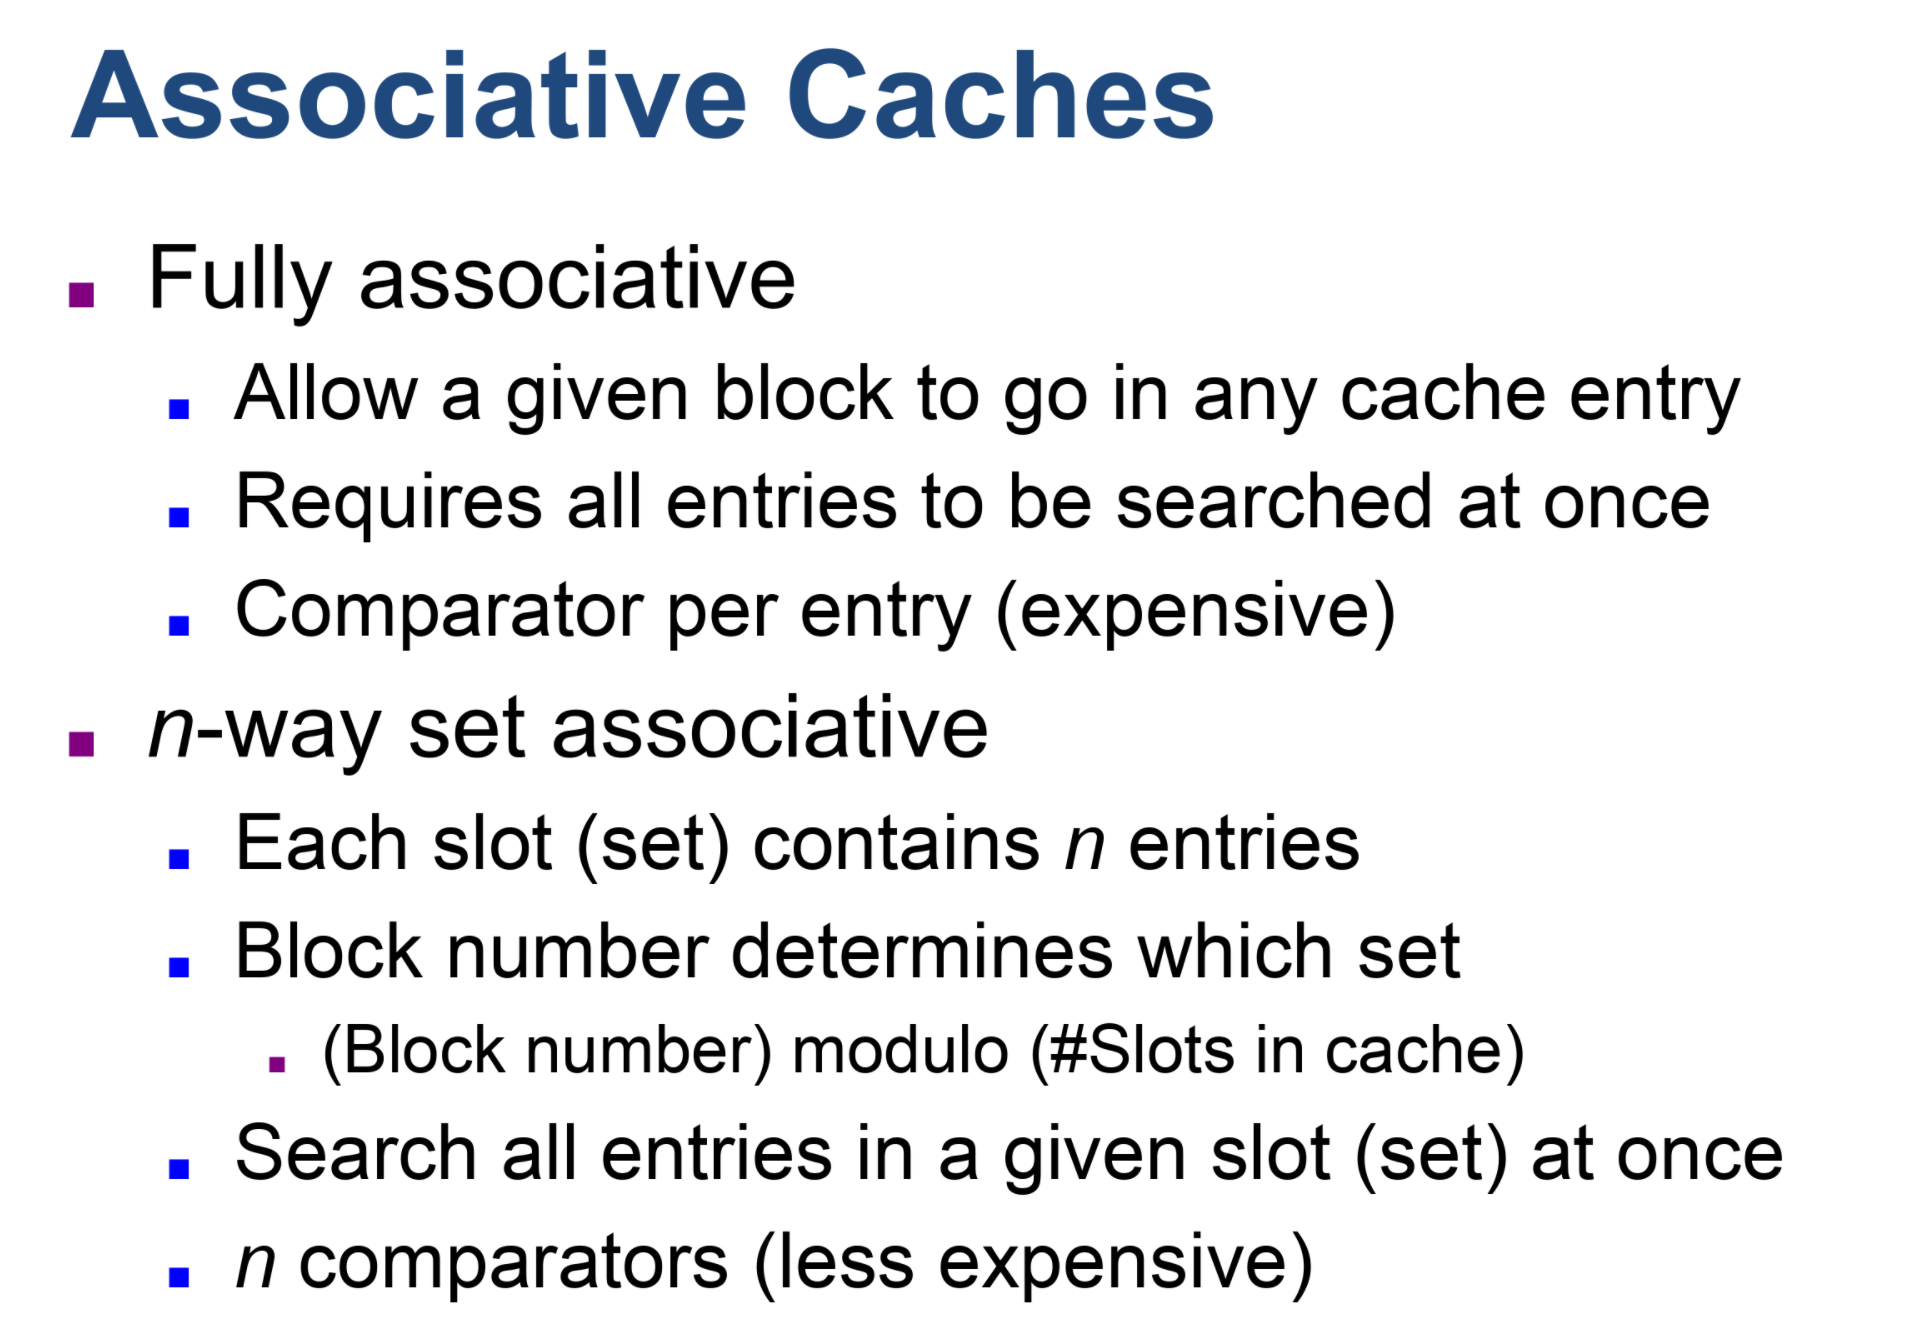 Associative Caches
Fully associative
Allow a given block to go in any cache entry
Requires all entries to be searched at once
Comparator per entry (expensive)
n-way set associative
Each slot (set) contains n entries
Block number determines which set
(Block number) modulo (#Slots in cache)
Search all entries in a given slot (set) at once
n comparators (less expensive)